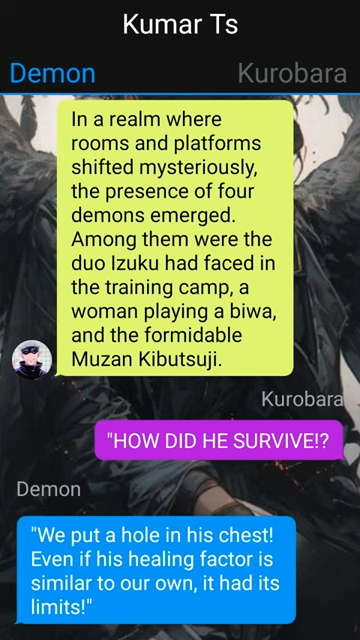 Kumar Ts
Demon
Kurobara
In a realm where
rooms and platforms
shifted mysteriously,
the presence of four
demons emerged.
Among them were the
duo Izuku had faced in
the training camp, a
woman playing a biwa,
and the formidable
Muzan Kibutsuji.
Kurobara
"HOW DID HE SURVIVE!?
Demon
"We put a hole in his chest!
Even if his healing factor is
similar to our own, it had its
limits!"